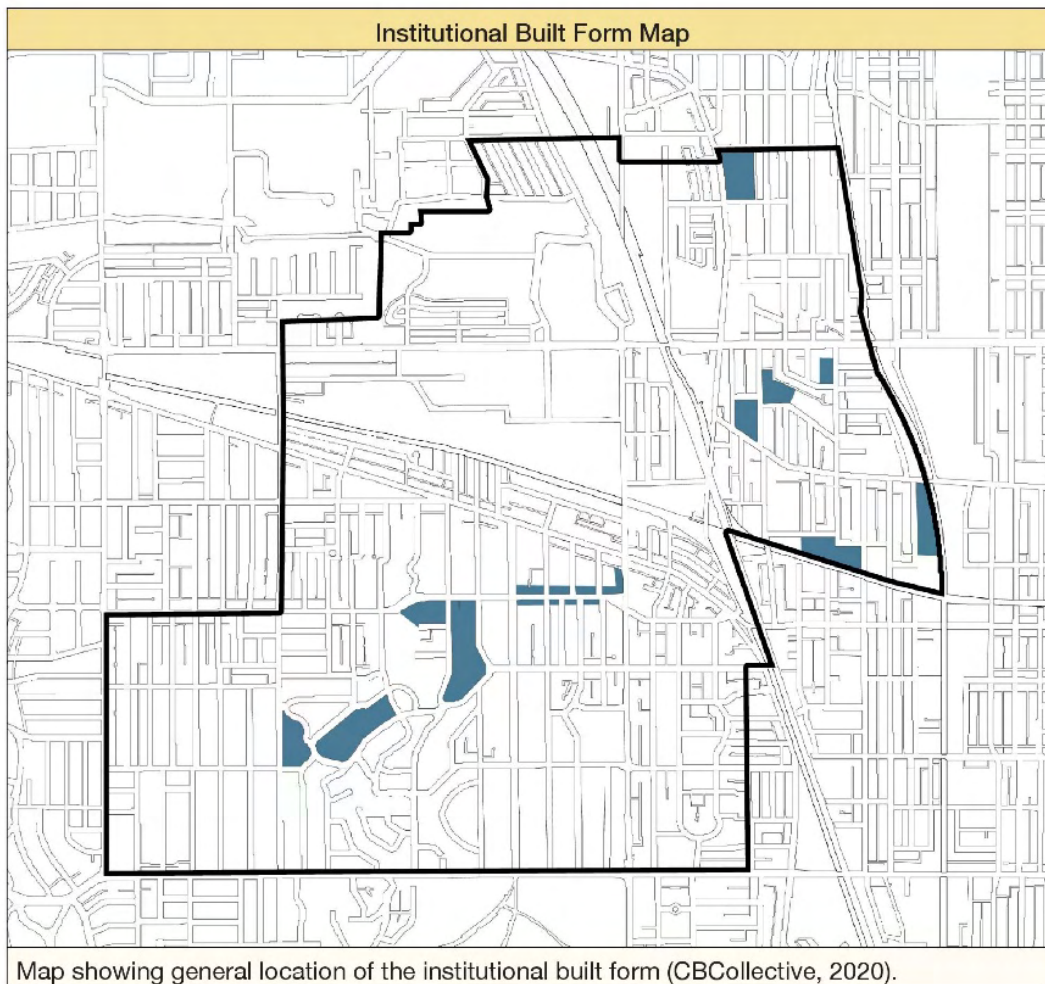 Institutional Built Form Map
Map showing general location of the institutional built form (CBCollective, 2020).